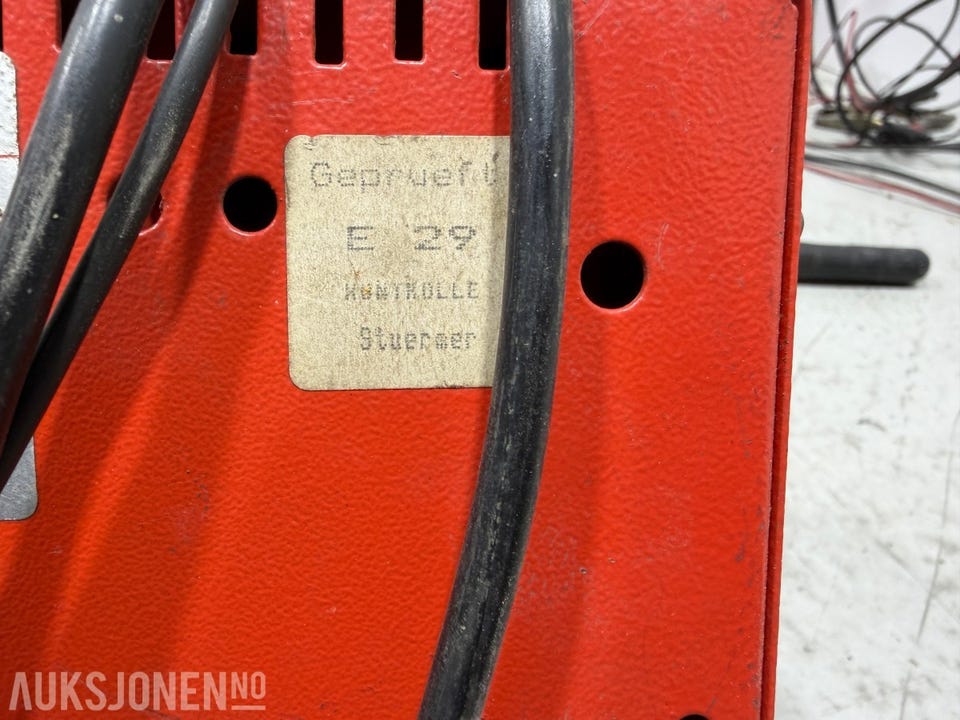 Geprueft
E 29
KONTROLLE
Stuermer
AUKSJONEN NO